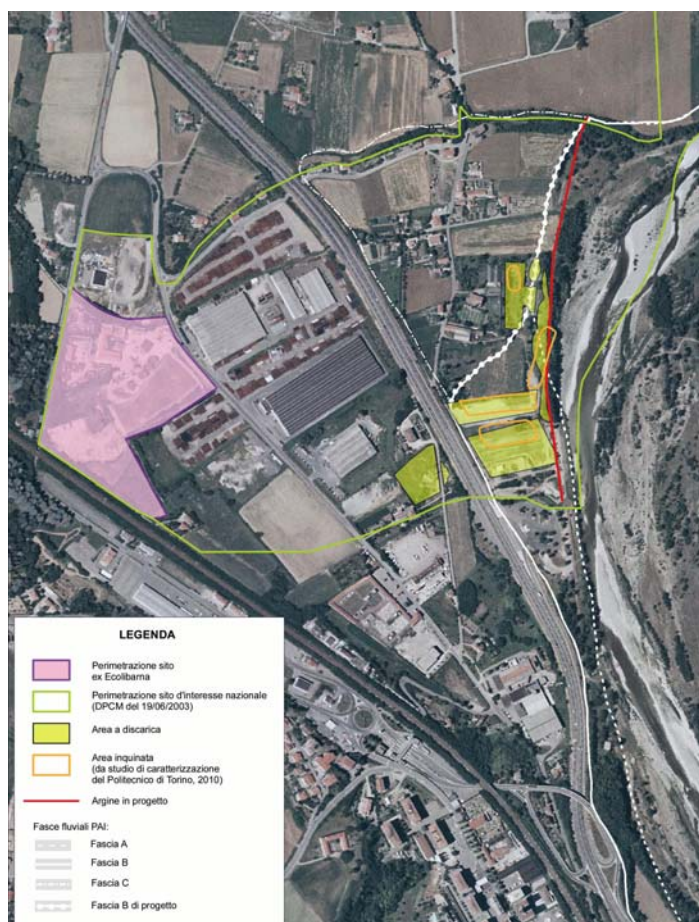 LEGENDA
Perimetrazione sito
ex Ecolibarna
Perimetrazione sito d'interesse nazionale
(DPCM del 19/06/2003)
Area a discarica
Area inquinata
(da studio di caratterizzazione
del Politecnico di Torino, 2010)
Argine in progetto
Fasce fluviali PAI:
Fascia A
Fascia B
Fascia C
Fascia B di progetto